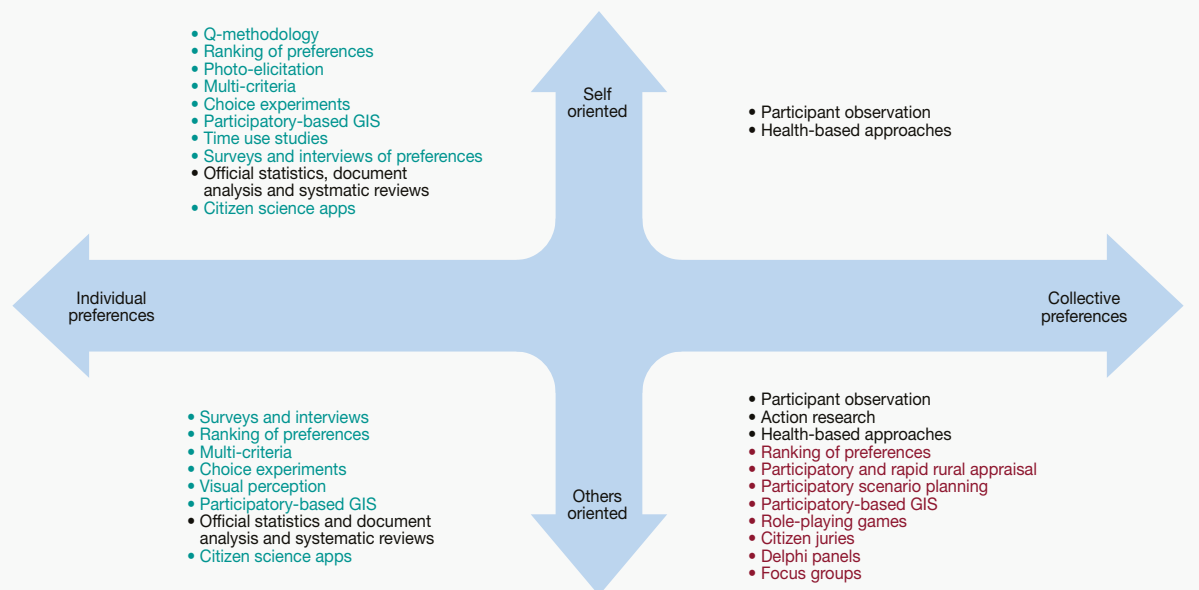 • Q-methodology
• Ranking of preferences
• Photo-elicitation
• Multi-criteria
• Choice experiments
• Participatory-based GIS
• Time use studies
• Surveys and interviews of preferences
• Official statistics, document
analysis and systmatic reviews
• Citizen science apps
Self
oriented
• Participant observation
• Health-based approaches
Individual
preferences
Collective
preferences
• Surveys and interviews
• Ranking of preferences
• Multi-criteria
• Choice experiments
• Visual perception
• Participatory-based GIS
• Official statistics and document
analysis and systematic reviews
• Citizen science apps
Others
oriented
• Participant observation
• Action research
• Health-based approaches
• Ranking of preferences
• Participatory and rapid rural appraisal
• Participatory scenario planning
• Participatory-based GIS
• Role-playing games
• Citizen juries
• Delphi panels
• Focus groups